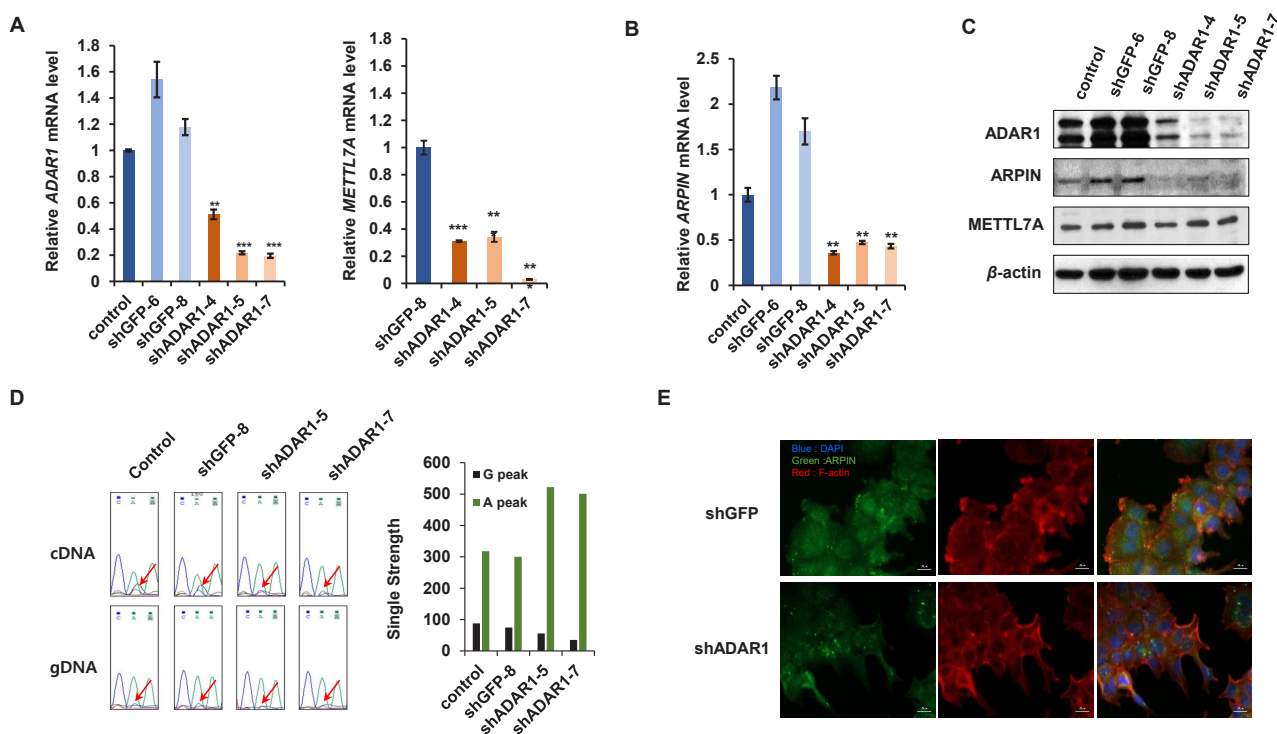 A
Relative ADAR1 mRNA level
1.8
1.6
1.4
1.2
1
0.8
0.6
0.4
0.2
0
**
***
***
control
shGFP-6
shGFP-8
shADAR1-4
shADAR1-5
shADAR1-7
Relative METTL7A mRNA level
1.8
1.6
1.4
1.2
1.0
0.8
0.6
0.4
0.2
0
***
**
**
*
shGFP-8
shADAR1-4
shADAR1-5
shADAR1-7
B
Relative ARPIN mRNA level
2.5
2
1.5
1
0.5
0
**
**
**
control
shGFP-6
shGFP-8
shADAR1-4
shADAR1-5
shADAR1-7
C
control
shGFP-6
shGFP-8
shADAR1-4
shADAR1-5
shADAR1-7
ADAR1
ARPIN
METTL7A
β-actin
D
Control
shGFP-8
shADAR1-5
shADAR1-7
cDNA
gDNA
Single Strength
600
500
400
300
200
100
0
G peak
A peak
control
shGFP-8
shADAR1-5
shADAR1-7
E
Blue : DAPI
Green :ARPIN
Red : F-actin
shGFP
shADAR1